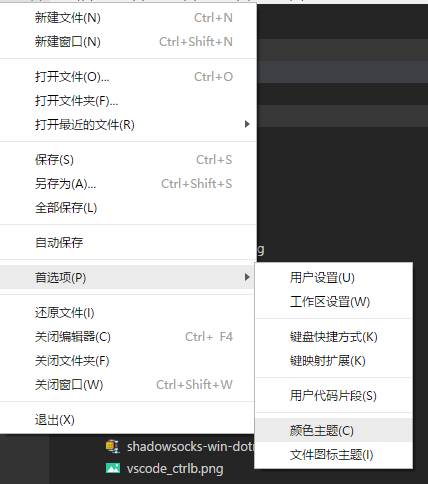 新建文件(N) Ctrl+N
新建窗口(N) Ctrl+Shift+N
打开文件(O)... Ctrl+O
打开文件夹(F)...
打开最近的文件(R)
保存(S) Ctrl+S
另存为(A)... Ctrl+Shift+S
全部保存(L)
自动保存
首选项(P)
还原文件(I)
关闭编辑器(C) Ctrl+ F4
关闭文件夹(F)
关闭窗口(W) Ctrl+Shift+W
退出(X)
用户设置(U)
工作区设置(W)
键盘快捷方式(K)
键映射扩展(K)
用户代码片段(S)
颜色主题(C)
文件图标主题(I)
shadowsocks-win-dotn
vscode_ctrlb.png